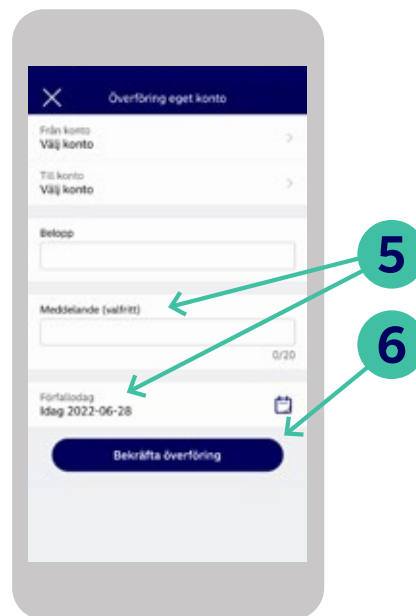 Överföring eget konto
Från konto
Välj konto
Till konto
Välj konto
Belopp
5
Meddelande (valfritt)
0/20
6
Förfallodag
Idag 2022-06-28
Bekräfta överföring